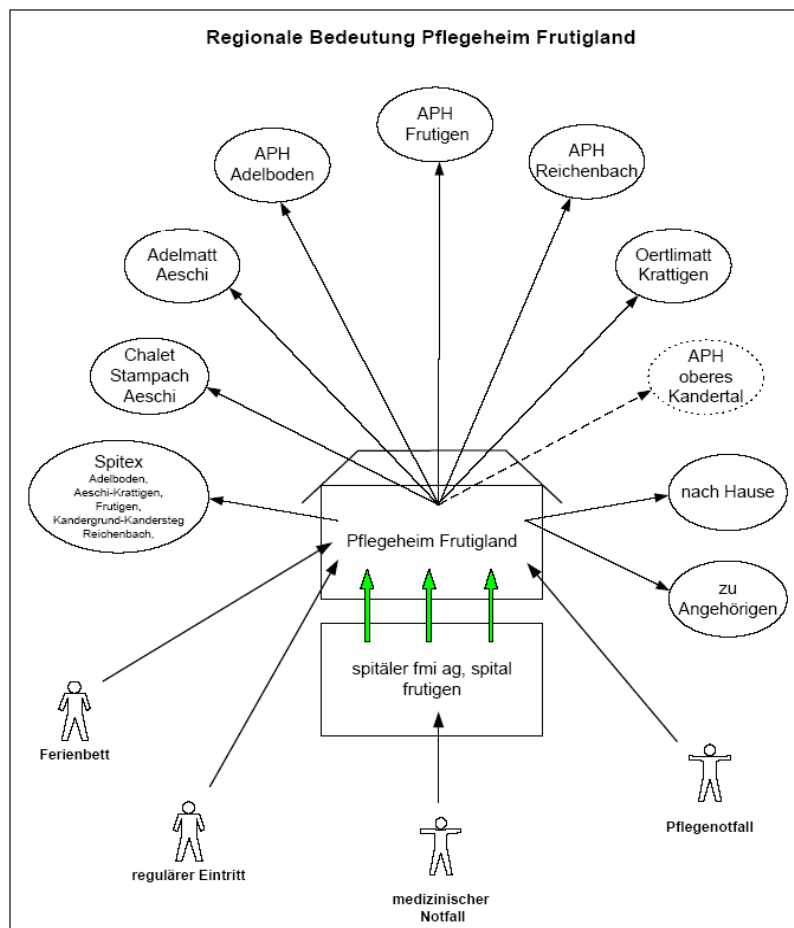 Regionale Bedeutung Pflegeheim Frutigland
APH
Frutigen
APH
Adelboden
APH
Reichenbach
Adelmatt
Aeschi
Oertlimatt
Krattigen
Chalet
Stampach
Aeschi
APH
oberes
Kandertal
Spitex
Adelboden,
Aeschi-Krattigen,
Frutigen,
Kandergrund-Kandersteg
Reichenbach,
nach Hause
Pflegeheim Frutigland
zu
Angehörigen
spitäler fmi ag, spital
frutigen
Ferienbett
Pflegenotfall
regulärer Eintritt
medizinischer
Notfall